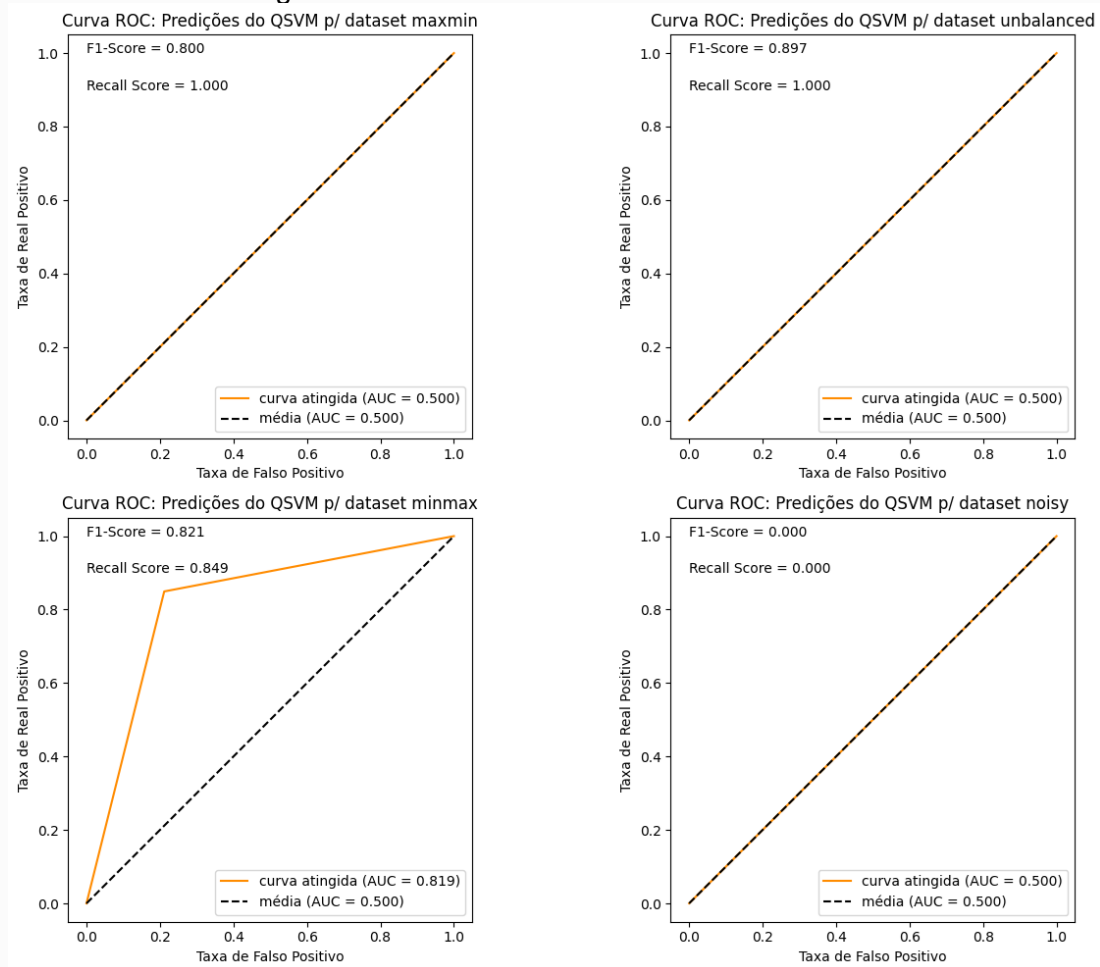 Curva ROC: Predições do QSVM p/ dataset maxmin
F1-Score = 0.800
Recall Score = 1.000
1.0
0.8
0.6
0.4
0.2
0.0
Taxa de Real Positivo
curva atingida (AUC = 0.500)
média (AUC = 0.500)
0.0 0.2 0.4 0.6 0.8 1.0
Taxa de Falso Positivo
Curva ROC: Predições do QSVM p/ dataset unbalanced
F1-Score = 0.897
Recall Score = 1.000
1.0
0.8
0.6
0.4
0.2
0.0
Taxa de Real Positivo
curva atingida (AUC = 0.500)
média (AUC = 0.500)
0.0 0.2 0.4 0.6 0.8 1.0
Taxa de Falso Positivo
Curva ROC: Predições do QSVM p/ dataset minmax
F1-Score = 0.821
Recall Score = 0.849
1.0
0.8
0.6
0.4
0.2
0.0
Taxa de Real Positivo
curva atingida (AUC = 0.819)
média (AUC = 0.500)
0.0 0.2 0.4 0.6 0.8 1.0
Taxa de Falso Positivo
Curva ROC: Predições do QSVM p/ dataset noisy
F1-Score = 0.000
Recall Score = 0.000
1.0
0.8
0.6
0.4
0.2
0.0
Taxa de Real Positivo
curva atingida (AUC = 0.500)
média (AUC = 0.500)
0.0 0.2 0.4 0.6 0.8 1.0
Taxa de Falso Positivo